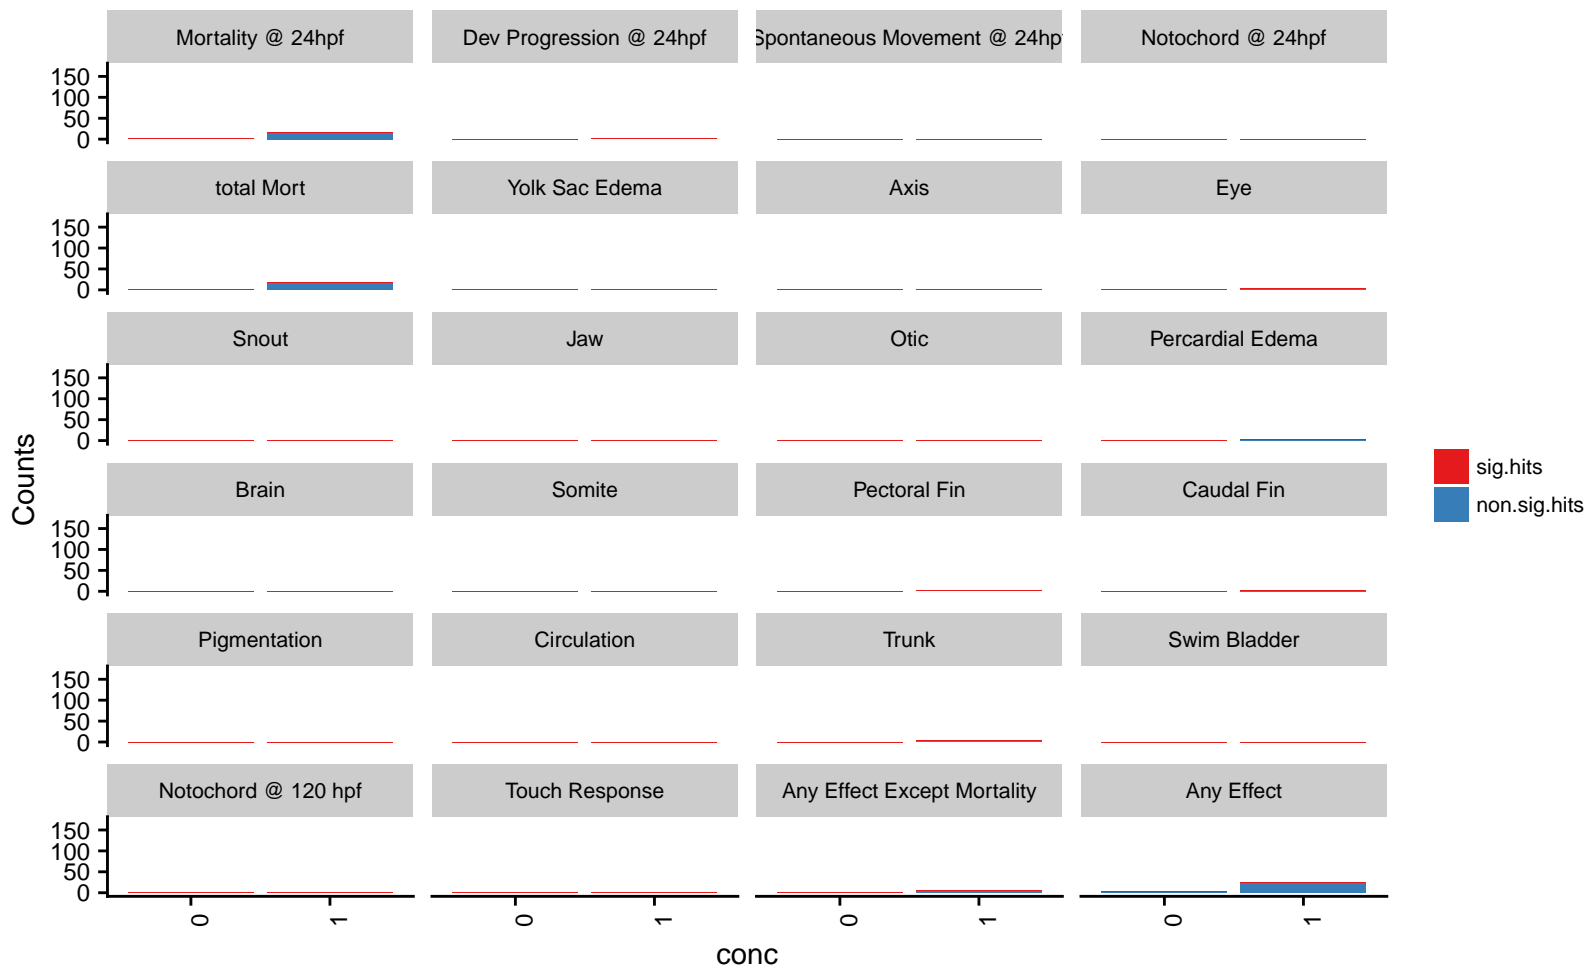 Mortality @ 24hpf
Dev Progression @ 24hpf
Spontaneous Movement @ 24hp
Notochord @ 24hpf
150
100
50
0
total Mort
Yolk Sac Edema
Axis
Eye
150
100
50
0
Snout
Jaw
Otic
Percardial Edema
150
100
50
0
Brain
Somite
Pectoral Fin
Caudal Fin
150
100
50
0
Pigmentation
Circulation
Trunk
Swim Bladder
150
100
50
0
Notochord @ 120 hpf
Touch Response
Any Effect Except Mortality
Any Effect
150
100
50
0
0
1
0
1
0
1
0
1
conc
Counts
sig.hits
non.sig.hits